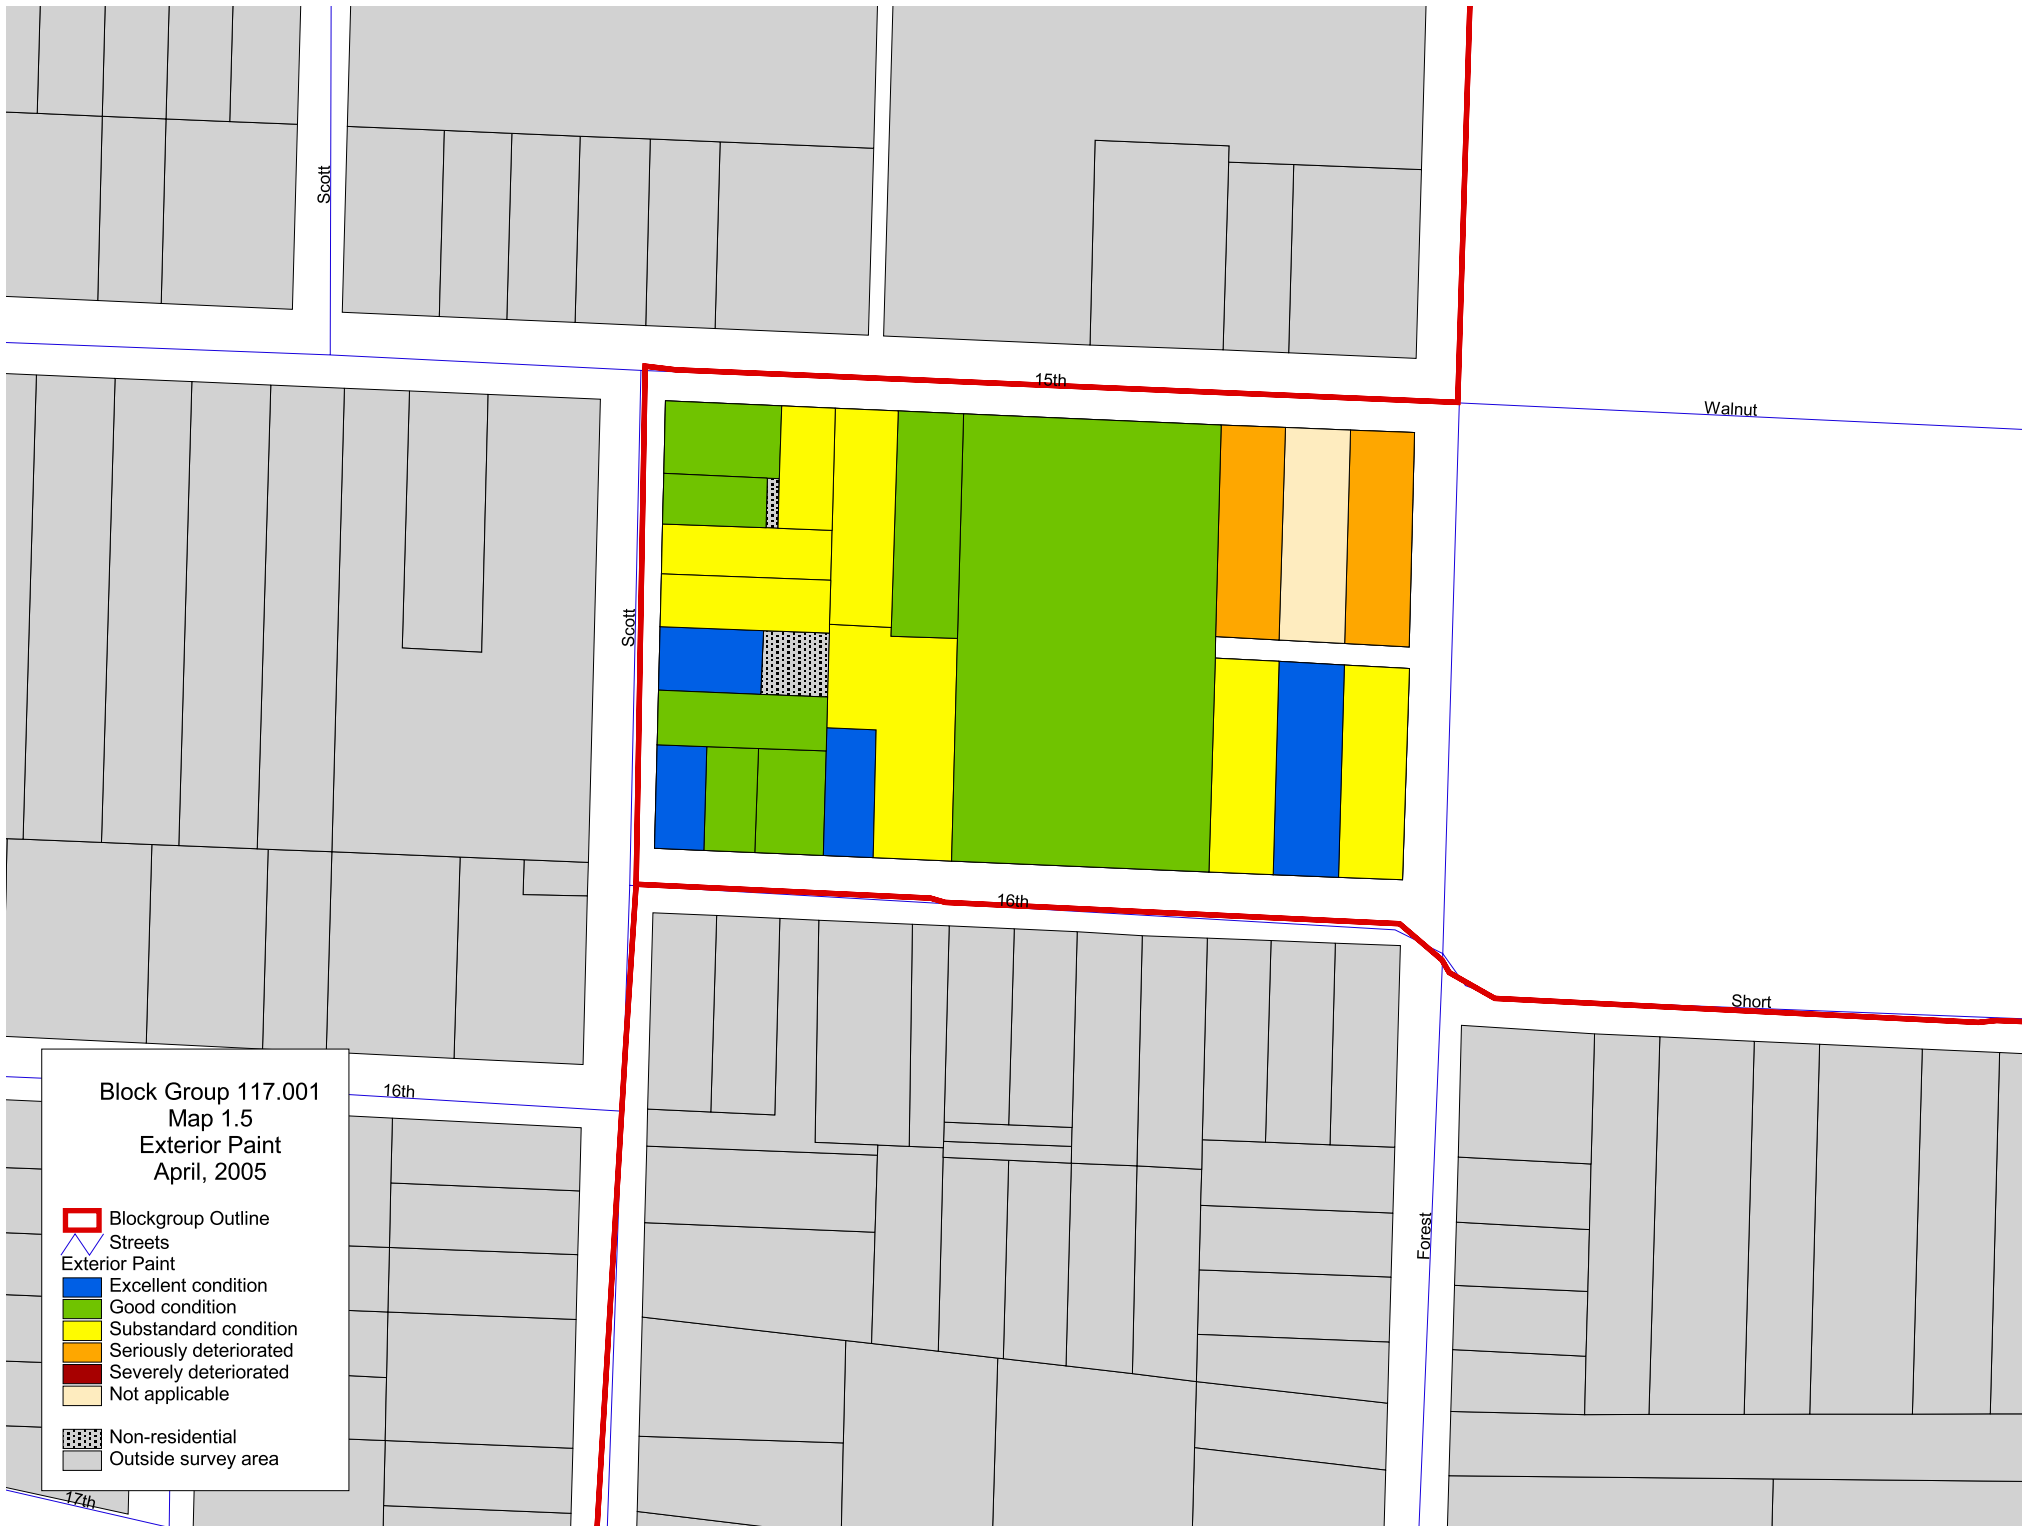 Scott
15th
Walnut
Scott
16th
Short
16th
Forest
17th
Block Group 117.001
Map 1.5
Exterior Paint
April, 2005
Blockgroup Outline
Streets
Exterior Paint
Excellent condition
Good condition
Substandard condition
Seriously deteriorated
Severely deteriorated
Not applicable
Non-residential
Outside survey area